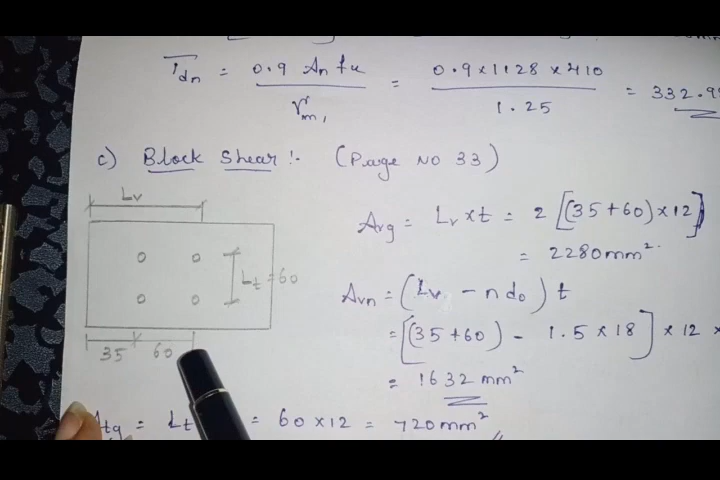 Tdn = 0.9 An fu / γm1 = 0.9 × 1128 × 410 / 1.25 = 332.9
c) Block Shear :- (Page No 33)
Lv
Avg = Lv × t = 2 [(35+60) × 12]
= 2280 mm².
Lt = 60
Avn = (Lv - n do) t
= [(35+60) - 1.5 × 18] × 12 ×
35 60
= 1632 mm²
Atg = Lt = 60 × 12 = 720 mm²